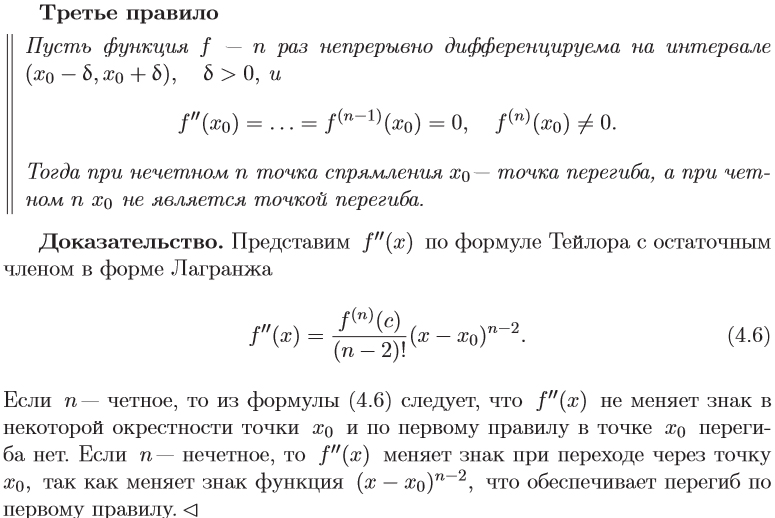 Третье правило
Пусть функция f — n раз непрерывно дифференцируема на интервале
(x₀ − δ, x₀ + δ), δ > 0, и
f″(x₀) = … = f⁽ⁿ⁻¹⁾(x₀) = 0, f⁽ⁿ⁾(x₀) ≠ 0.
Тогда при нечетном n точка спрямления x₀ — точка перегиба, а при чет-
ном n x₀ не является точкой перегиба.
Доказательство. Представим f″(x) по формуле Тейлора с остаточным
членом в форме Лагранжа
f″(x) = f⁽ⁿ⁾(c)/(n − 2)! (x − x₀)ⁿ⁻². (4.6)
Если n — четное, то из формулы (4.6) следует, что f″(x) не меняет знак в
некоторой окрестности точки x₀ и по первому правилу в точке x₀ переги-
ба нет. Если n — нечетное, то f″(x) меняет знак при переходе через точку
x₀, так как меняет знак функция (x − x₀)ⁿ⁻², что обеспечивает перегиб по
первому правилу. ◁